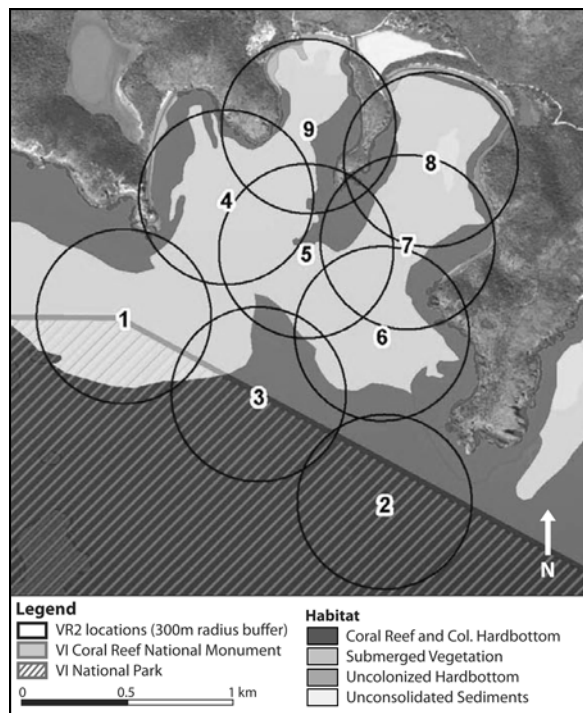 9
8
4
7
5
1
6
3
2
N
Legend
VR2 locations (300m radius buffer)
VI Coral Reef National Monument
VI National Park
0 0.5 1 km
Habitat
Coral Reef and Col. Hardbottom
Submerged Vegetation
Uncolonized Hardbottom
Unconsolidated Sediments